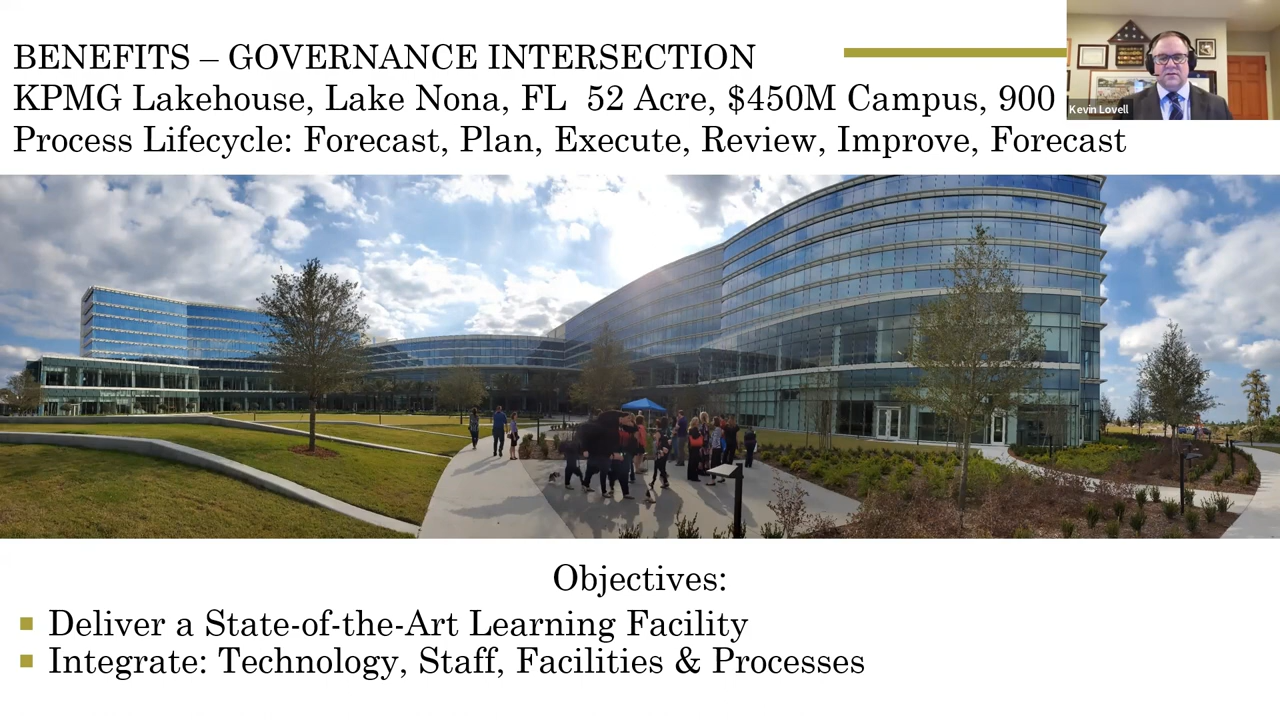 BENEFITS – GOVERNANCE INTERSECTION
KPMG Lakehouse, Lake Nona, FL 52 Acre, $450M Campus, 900
Process Lifecycle: Forecast, Plan, Execute, Review, Improve, Forecast
Kevin Lovell
Objectives:
Deliver a State-of-the-Art Learning Facility
Integrate: Technology, Staff, Facilities & Processes